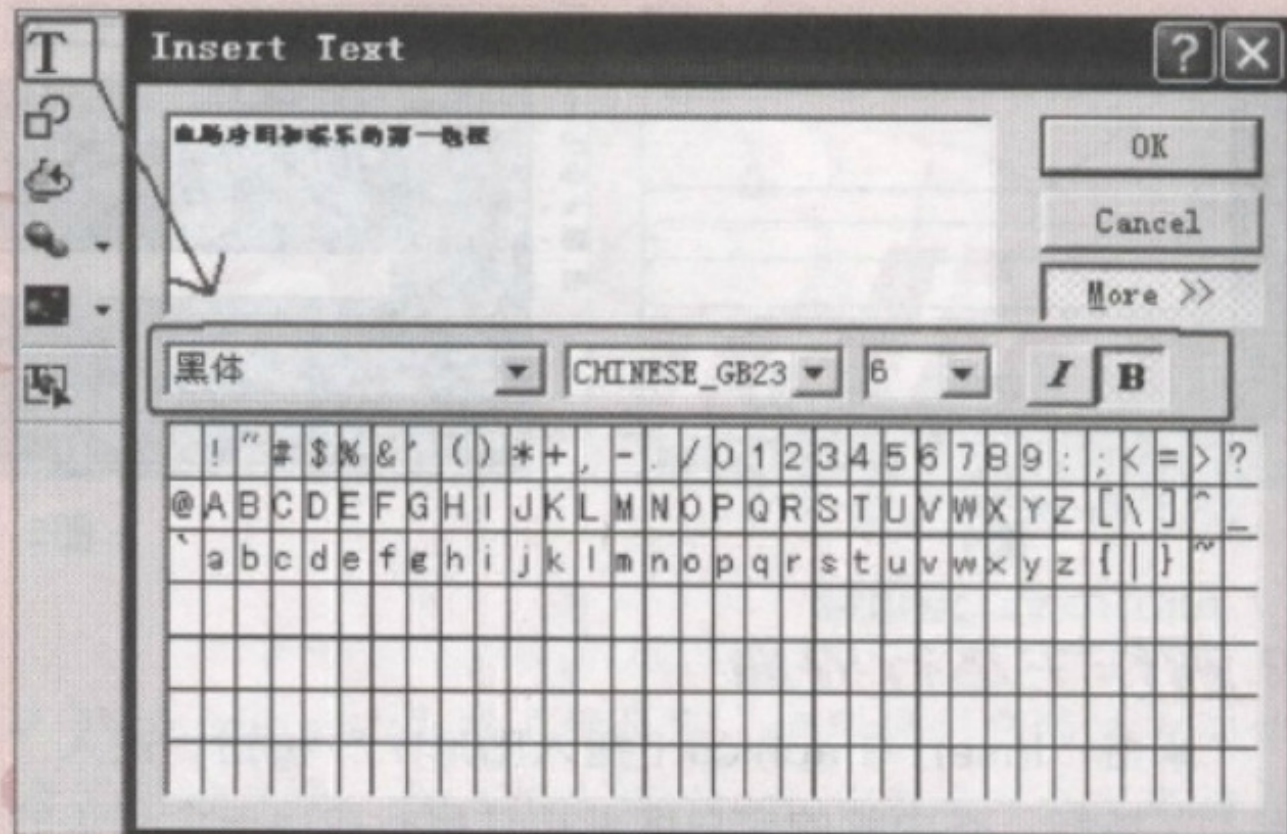 T
Insert Text
? ×
OK
Cancel
More >>
黑体
CHINESE_GB23
6
I B
! " # $ % & ' ( ) * + , - . / 0 1 2 3 4 5 6 7 8 9 : ; < = > ?
@ A B C D E F G H I J K L M N O P Q R S T U V W X Y Z [ \ ] ^ _
` a b c d e f g h i j k l m n o p q r s t u v w x y z { | } ~